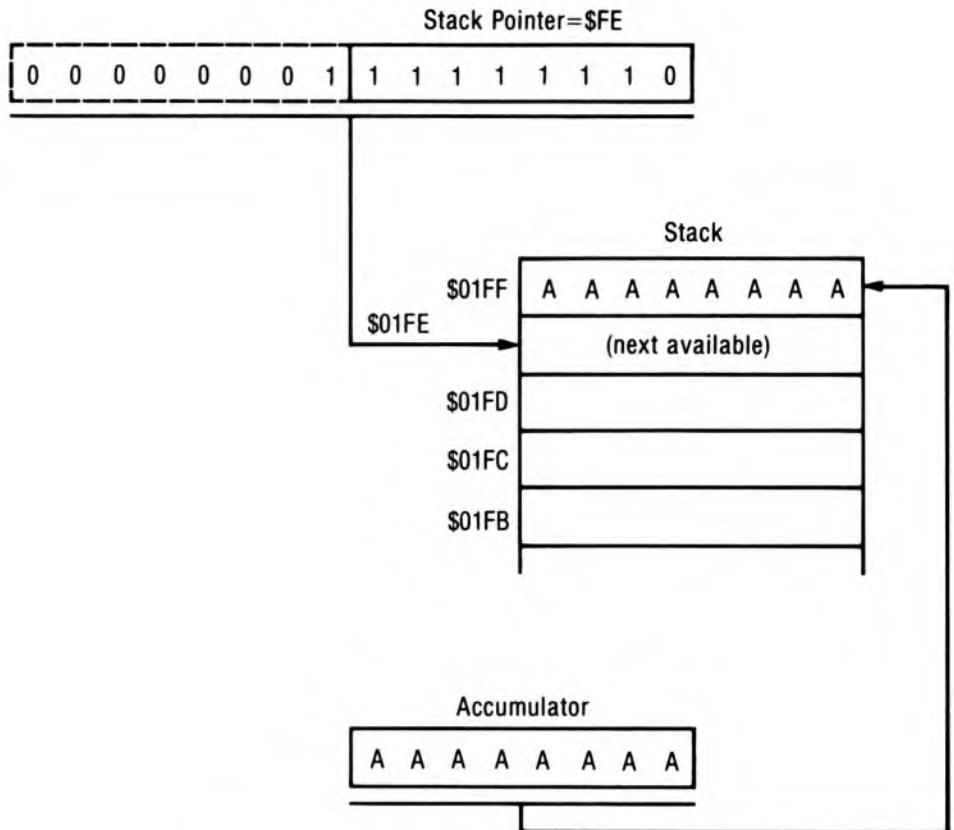 Stack Pointer=$FE
0 0 0 0 0 0 0 1 1 1 1 1 1 1 1 0
Stack
$01FF A A A A A A A A
$01FE (next available)
$01FD
$01FC
$01FB
Accumulator
A A A A A A A A